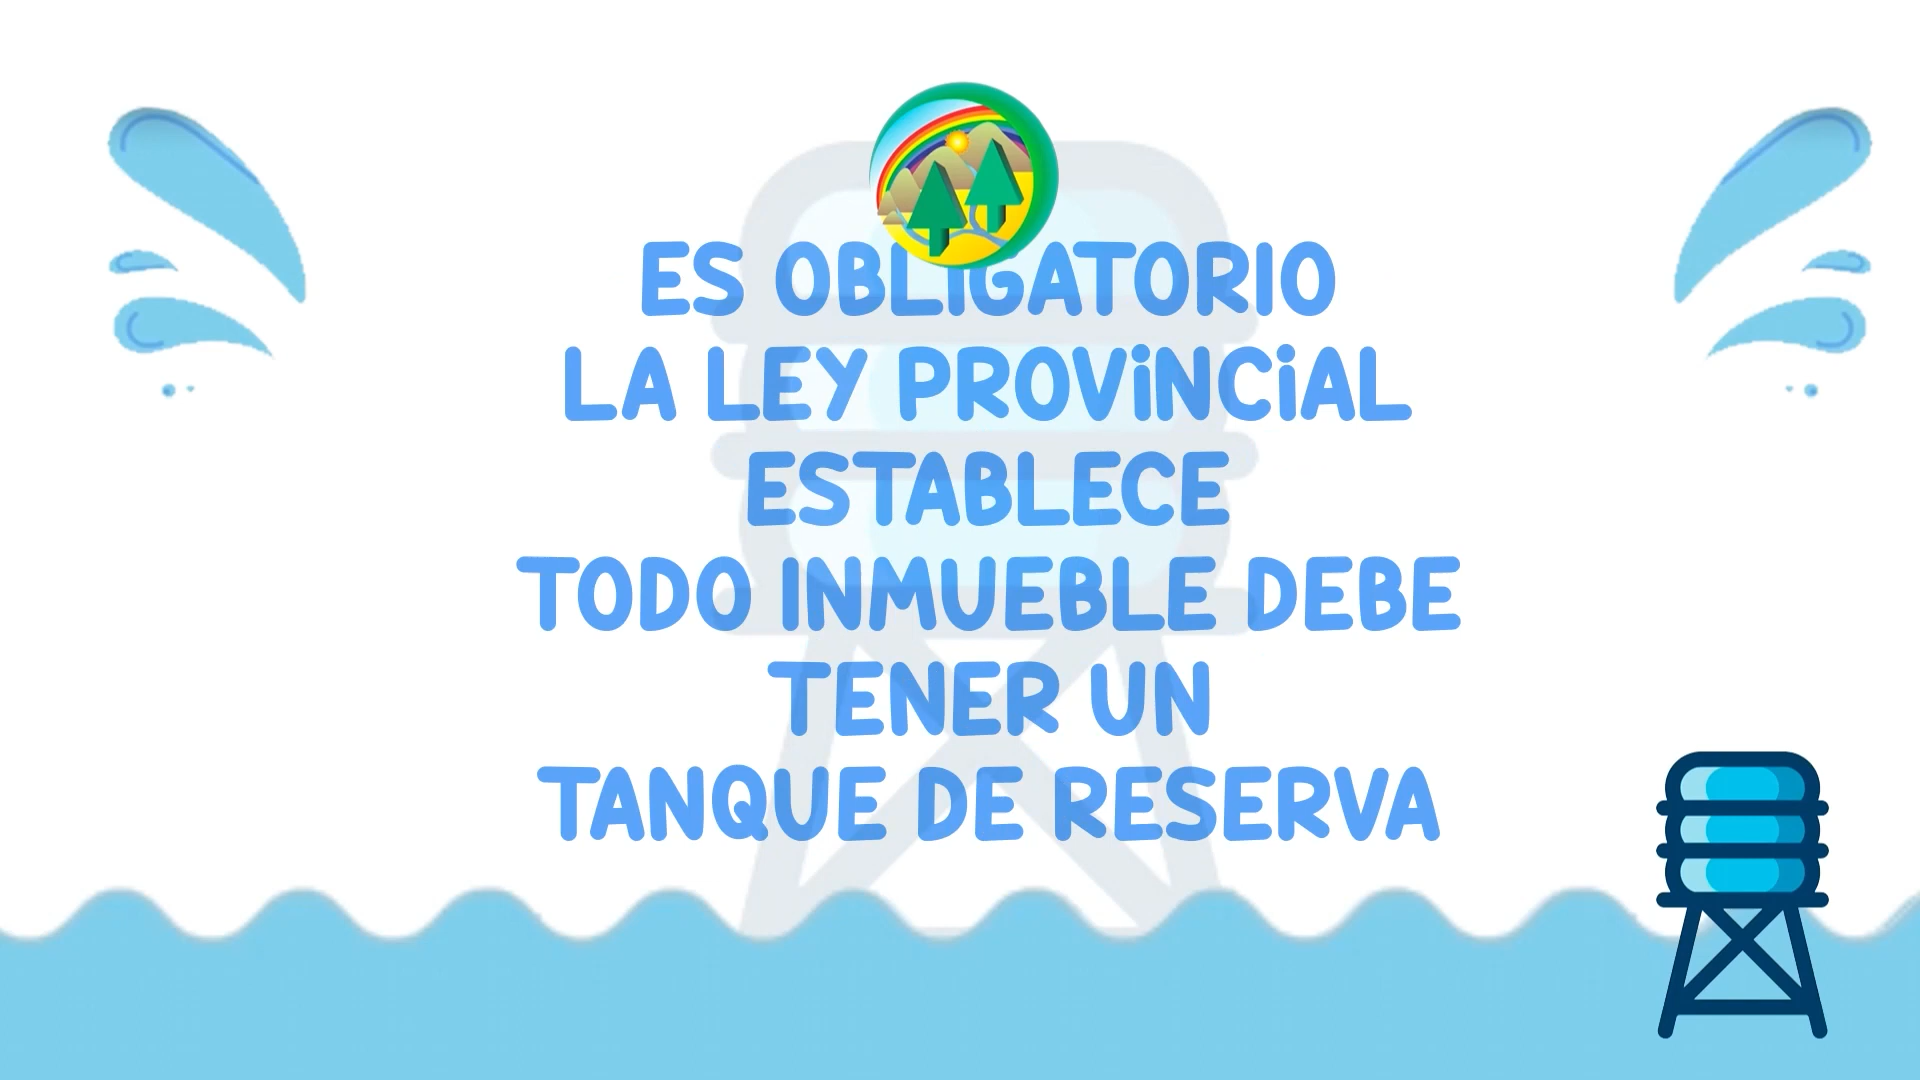 ES OBLIGATORIO
LA LEY PROViNCiAL
ESTABLECE
TODO INMUEBLE DEBE
TENER UN
TANQUE DE RESERVA